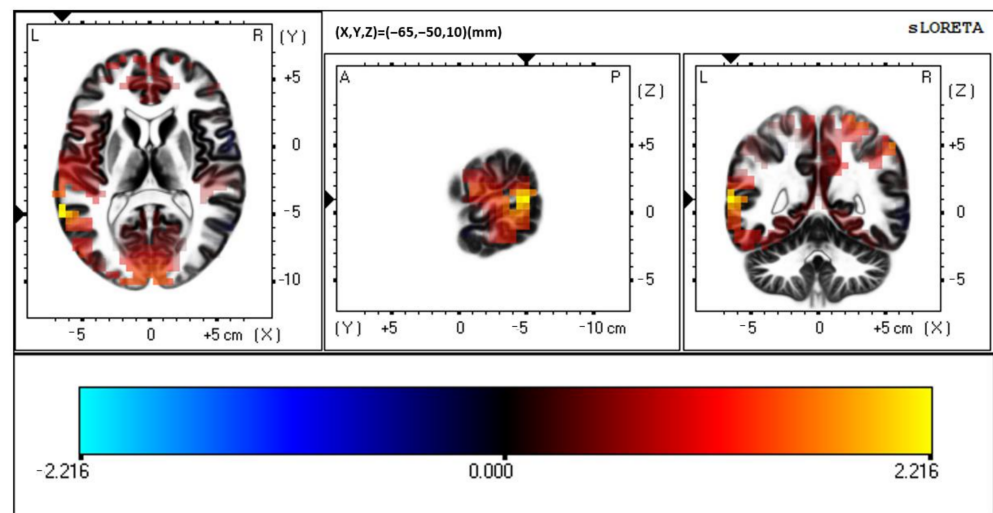 (X,Y,Z)=(−65,−50,10)(mm)
sLORETA
L R (Y)
+5
0
-5
-10
-5 0 +5 cm (X)
A P (Z)
+5
0
-5
(Y) +5 0 -5 -10 cm
L R (Z)
+5
0
-5
-5 0 +5 cm (X)
-2.216 0.000 2.216